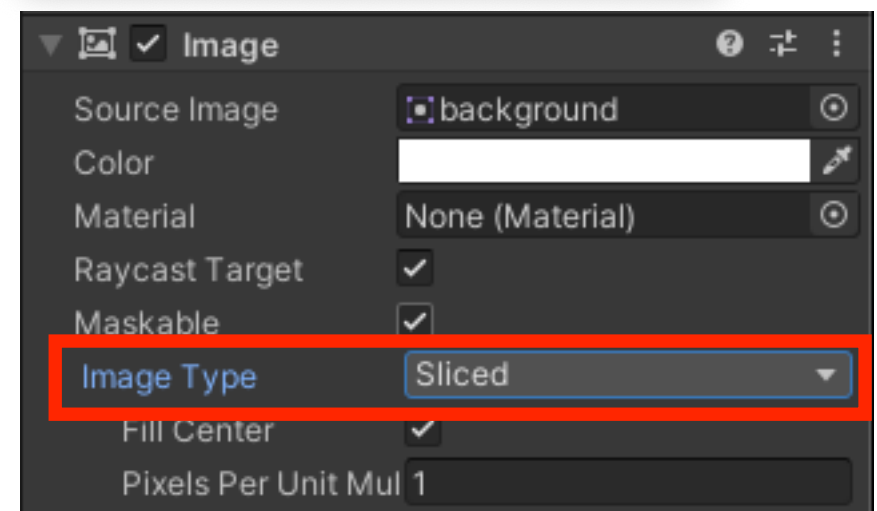 Image
Source Image background
Color
Material None (Material)
Raycast Target
Maskable
Image Type Sliced
Fill Center
Pixels Per Unit Mul 1